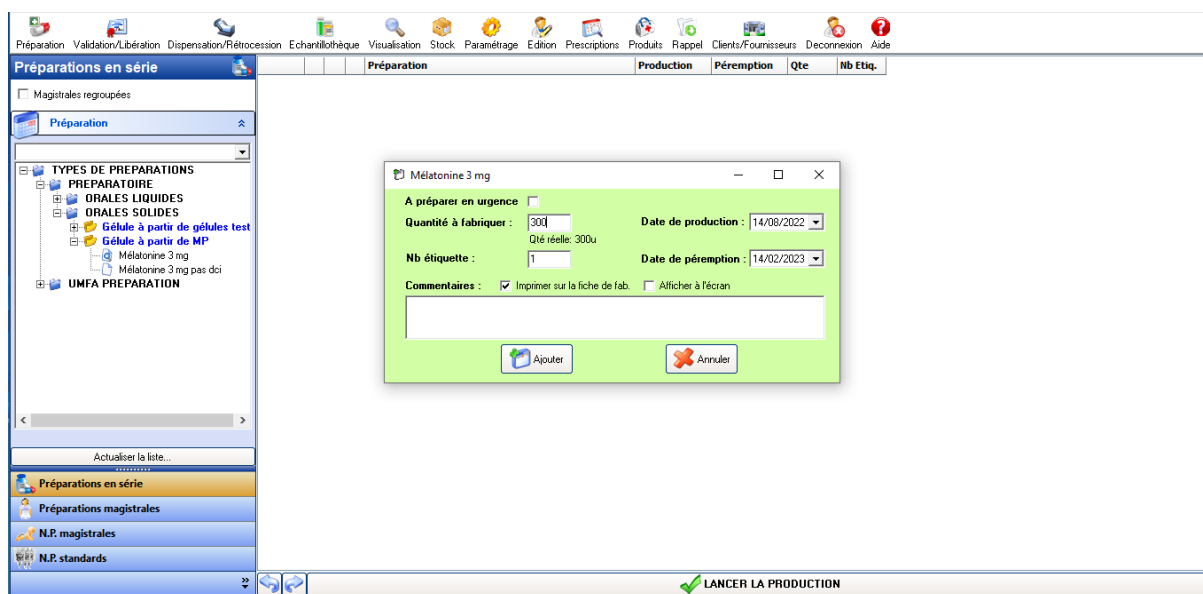 Préparation Validation/Libération Dispensation/Rétrocession Echantillothèque Visualisation Stock Paramétrage Edition Prescriptions Produits Rappel Clients/Fournisseurs Deconnexion Aide
Préparations en série
Préparation Production Péremption Qte Nb Etiq.
Magistrales regroupées
Préparation
TYPES DE PREPARATIONS
PREPARATOIRE
ORALES LIQUIDES
ORALES SOLIDES
Gélule à partir de gélules test
Gélule à partir de MP
Mélatonine 3 mg
Mélatonine 3 mg pas dci
UMFA PREPARATION
Actualiser la liste...
Préparations en série
Préparations magistrales
N.P. magistrales
N.P. standards
Mélatonine 3 mg
A préparer en urgence
Quantité à fabriquer : 300 Date de production : 14/08/2022
Qté réelle: 300u
Nb étiquette : 1 Date de péremption : 14/02/2023
Commentaires : Imprimer sur la fiche de fab. Afficher à l'écran
Ajouter Annuler
LANCER LA PRODUCTION